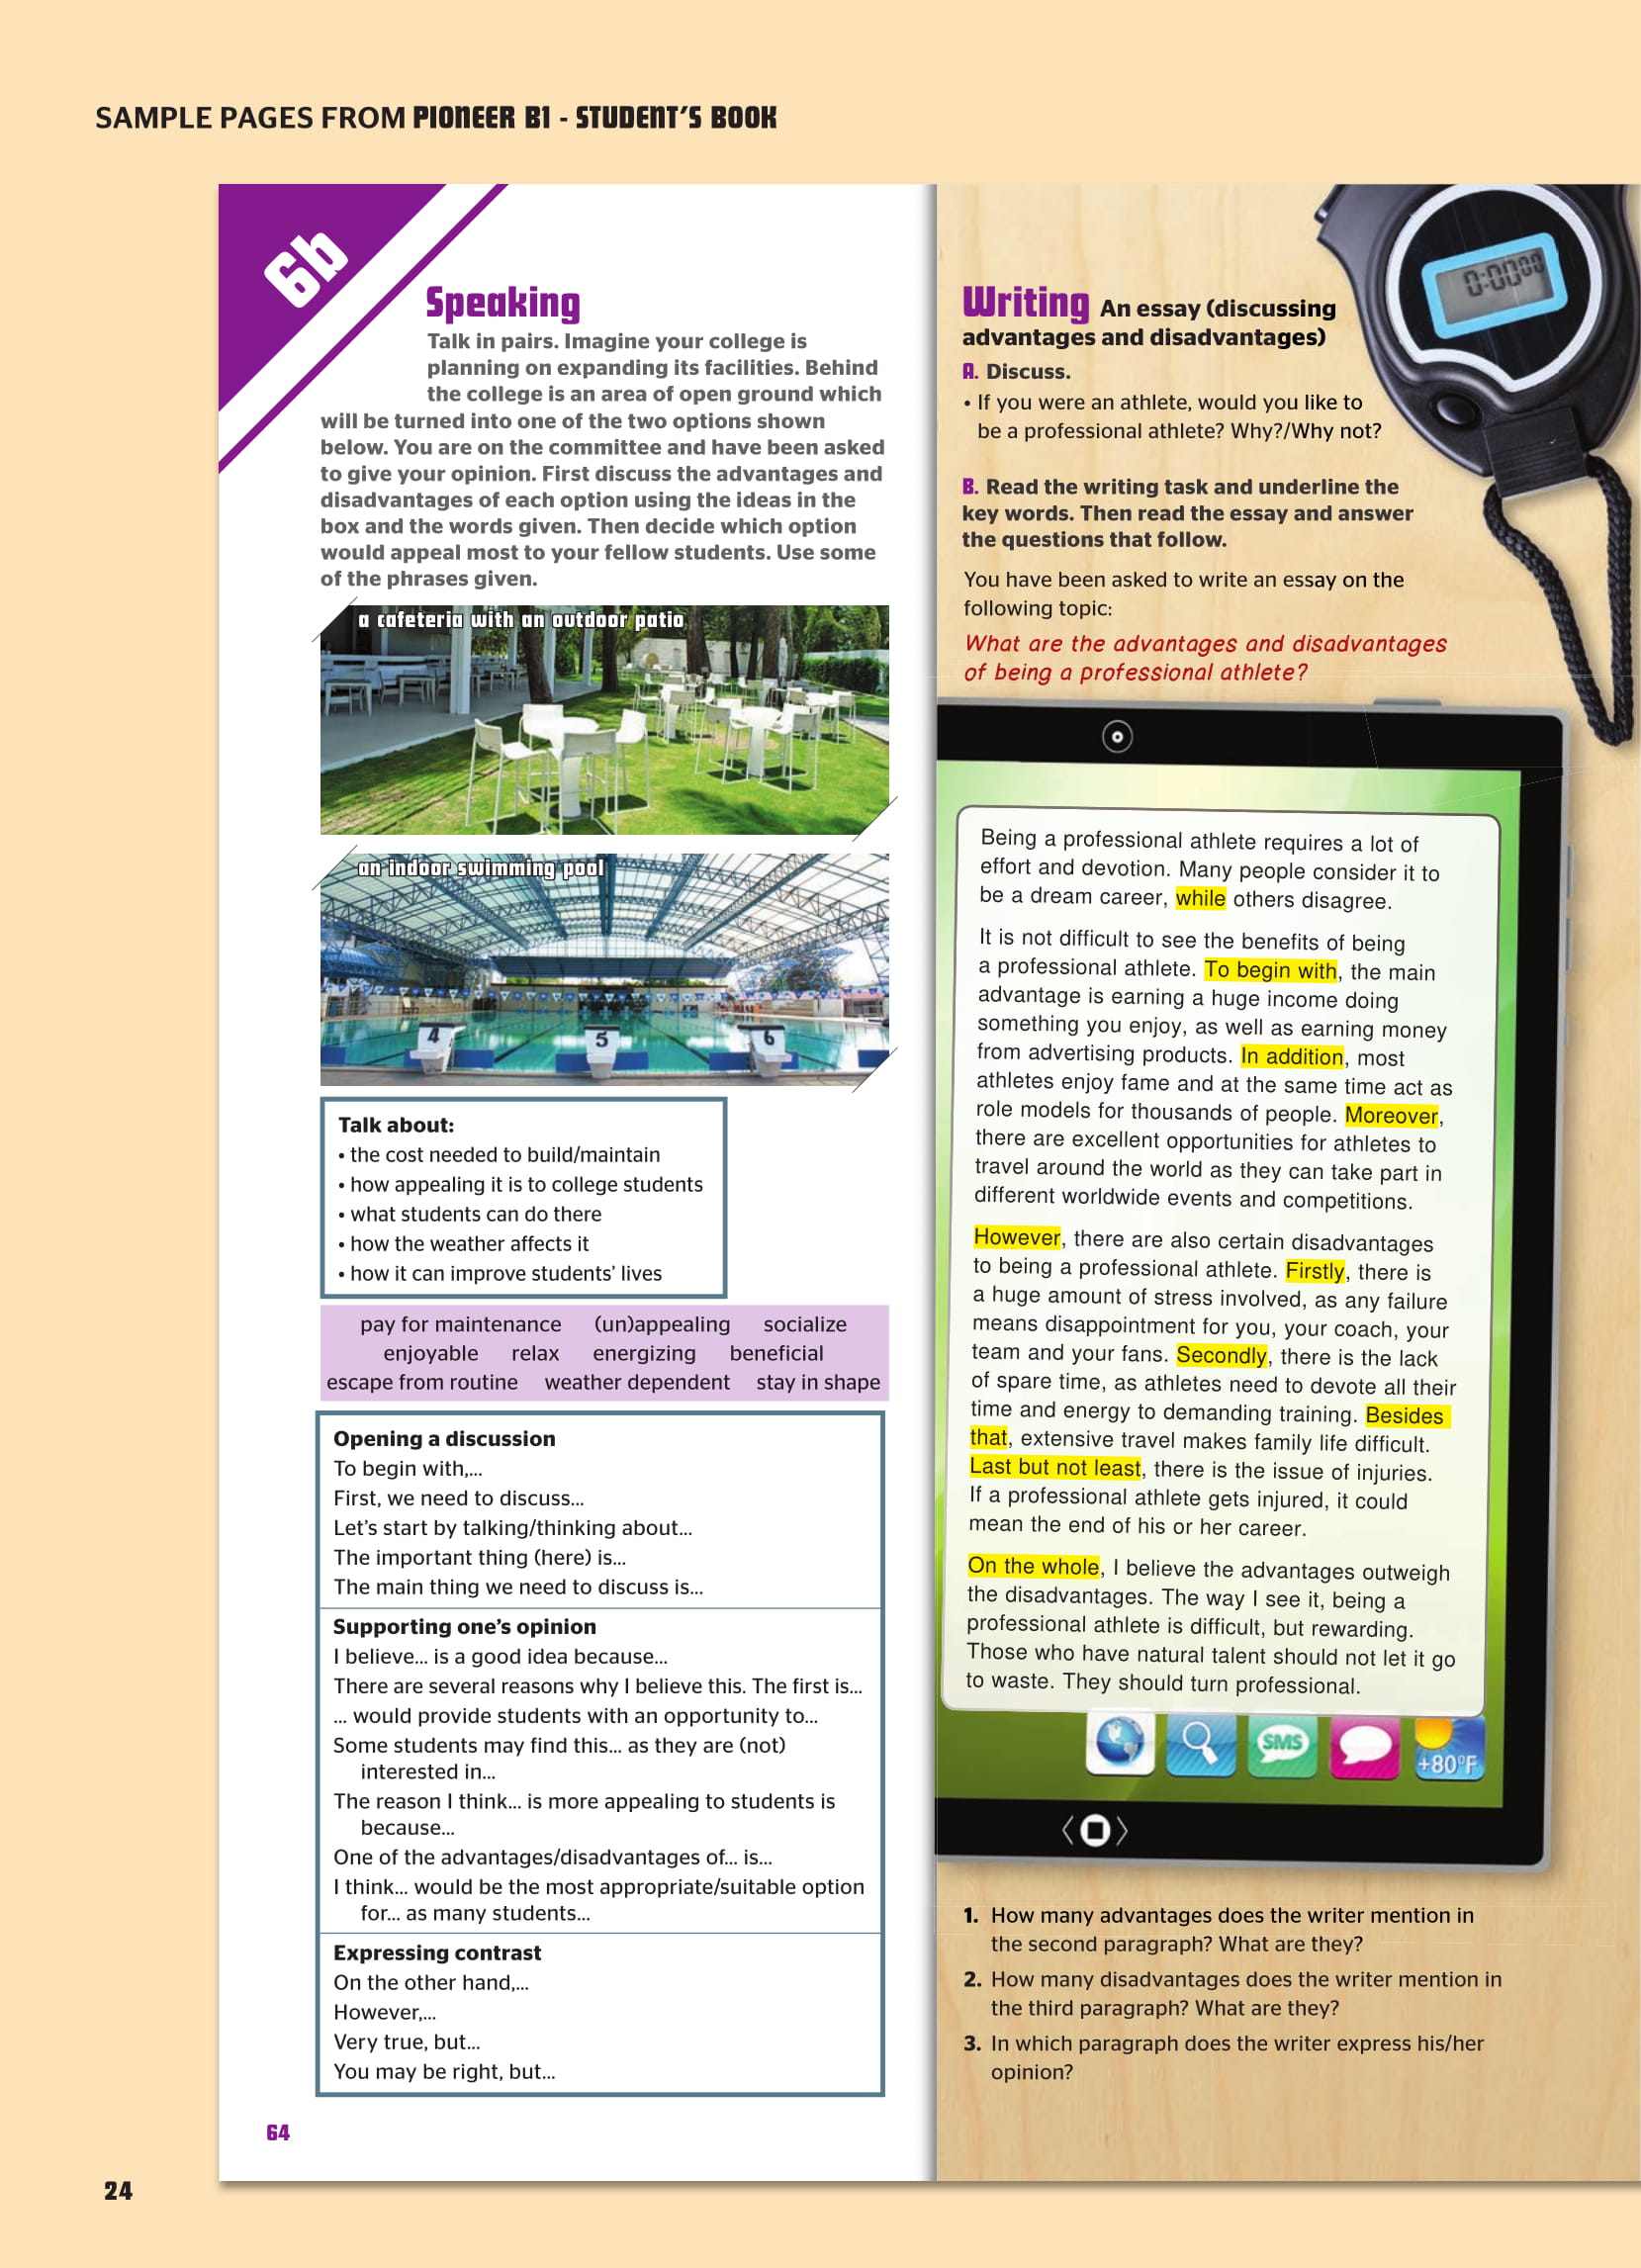 SAMPLE PAGES FROM PIONEER B1 - STUDENT'S BOOK
6b
Speaking
Talk in pairs. Imagine your college is
planning on expanding its facilities. Behind
the college is an area of open ground which
will be turned into one of the two options shown
below. You are on the committee and have been asked
to give your opinion. First discuss the advantages and
disadvantages of each option using the ideas in the
box and the words given. Then decide which option
would appeal most to your fellow students. Use some
of the phrases given.
a cafeteria with an outdoor patio
an indoor swimming pool
4 5 6
Talk about:
• the cost needed to build/maintain
• how appealing it is to college students
• what students can do there
• how the weather affects it
• how it can improve students' lives
pay for maintenance (un)appealing socialize
enjoyable relax energizing beneficial
escape from routine weather dependent stay in shape
Opening a discussion
To begin with,...
First, we need to discuss...
Let's start by talking/thinking about...
The important thing (here) is...
The main thing we need to discuss is...
Supporting one's opinion
I believe... is a good idea because...
There are several reasons why I believe this. The first is...
... would provide students with an opportunity to...
Some students may find this... as they are (not)
interested in...
The reason I think... is more appealing to students is
because...
One of the advantages/disadvantages of... is...
I think... would be the most appropriate/suitable option
for... as many students...
Expressing contrast
On the other hand,...
However,...
Very true, but...
You may be right, but...
64
Writing An essay (discussing
advantages and disadvantages)
A. Discuss.
• If you were an athlete, would you like to
be a professional athlete? Why?/Why not?
B. Read the writing task and underline the
key words. Then read the essay and answer
the questions that follow.
You have been asked to write an essay on the
following topic:
What are the advantages and disadvantages
of being a professional athlete?
0:0000
Being a professional athlete requires a lot of
effort and devotion. Many people consider it to
be a dream career, while others disagree.
It is not difficult to see the benefits of being
a professional athlete. To begin with, the main
advantage is earning a huge income doing
something you enjoy, as well as earning money
from advertising products. In addition, most
athletes enjoy fame and at the same time act as
role models for thousands of people. Moreover,
there are excellent opportunities for athletes to
travel around the world as they can take part in
different worldwide events and competitions.
However, there are also certain disadvantages
to being a professional athlete. Firstly, there is
a huge amount of stress involved, as any failure
means disappointment for you, your coach, your
team and your fans. Secondly, there is the lack
of spare time, as athletes need to devote all their
time and energy to demanding training. Besides
that, extensive travel makes family life difficult.
Last but not least, there is the issue of injuries.
If a professional athlete gets injured, it could
mean the end of his or her career.
On the whole, I believe the advantages outweigh
the disadvantages. The way I see it, being a
professional athlete is difficult, but rewarding.
Those who have natural talent should not let it go
to waste. They should turn professional.
SMS
+80°F
1. How many advantages does the writer mention in
the second paragraph? What are they?
2. How many disadvantages does the writer mention in
the third paragraph? What are they?
3. In which paragraph does the writer express his/her
opinion?
24